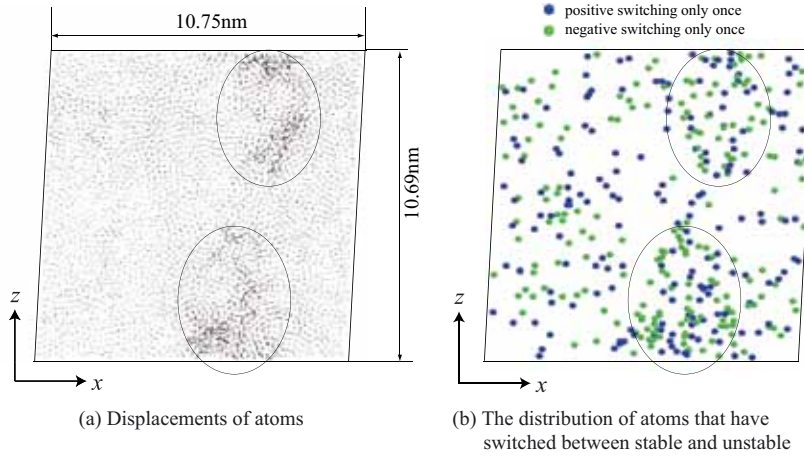 10.75nm
10.69nm
z
x
(a) Displacements of atoms
positive switching only once
negative switching only once
z
x
(b) The distribution of atoms that have
switched between stable and unstable